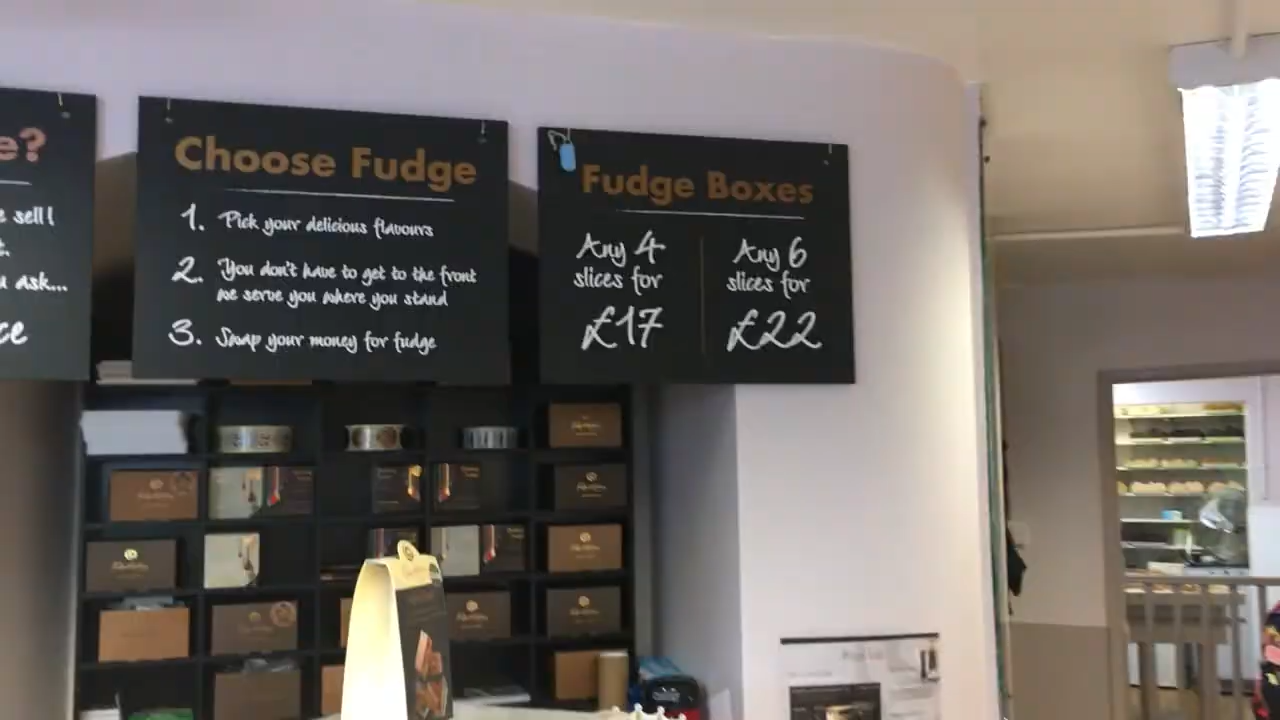 e?
e sell!
t.
u ask...
ce
Choose Fudge
1. Pick your delicious flavours
2. You don't have to get to the front
we serve you where you stand
3. Swap your money for fudge
Fudge Boxes
Any 4
slices for
£17
Any 6
slices for
£22